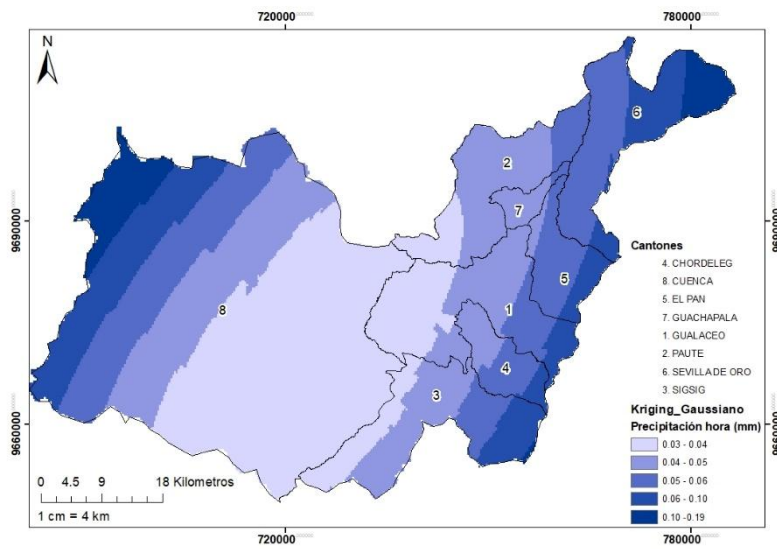 720000
780000
N
6
2
7
9690000
9690000
Cantones
4. CHORDELEG
8. CUENCA
5. EL PAN
7. GUACHAPALA
1. GUALACEO
2. PAUTE
6. SEVILLA DE ORO
3. SIGSIG
5
8
1
4
3
Kriging_Gaussiano
Precipitación hora (mm)
0.03 - 0.04
0.04 - 0.05
0.05 - 0.06
0.06 - 0.10
0.10 - 0.19
9660000
9660000
0 4.5 9 18 Kilometros
1 cm = 4 km
720000
780000